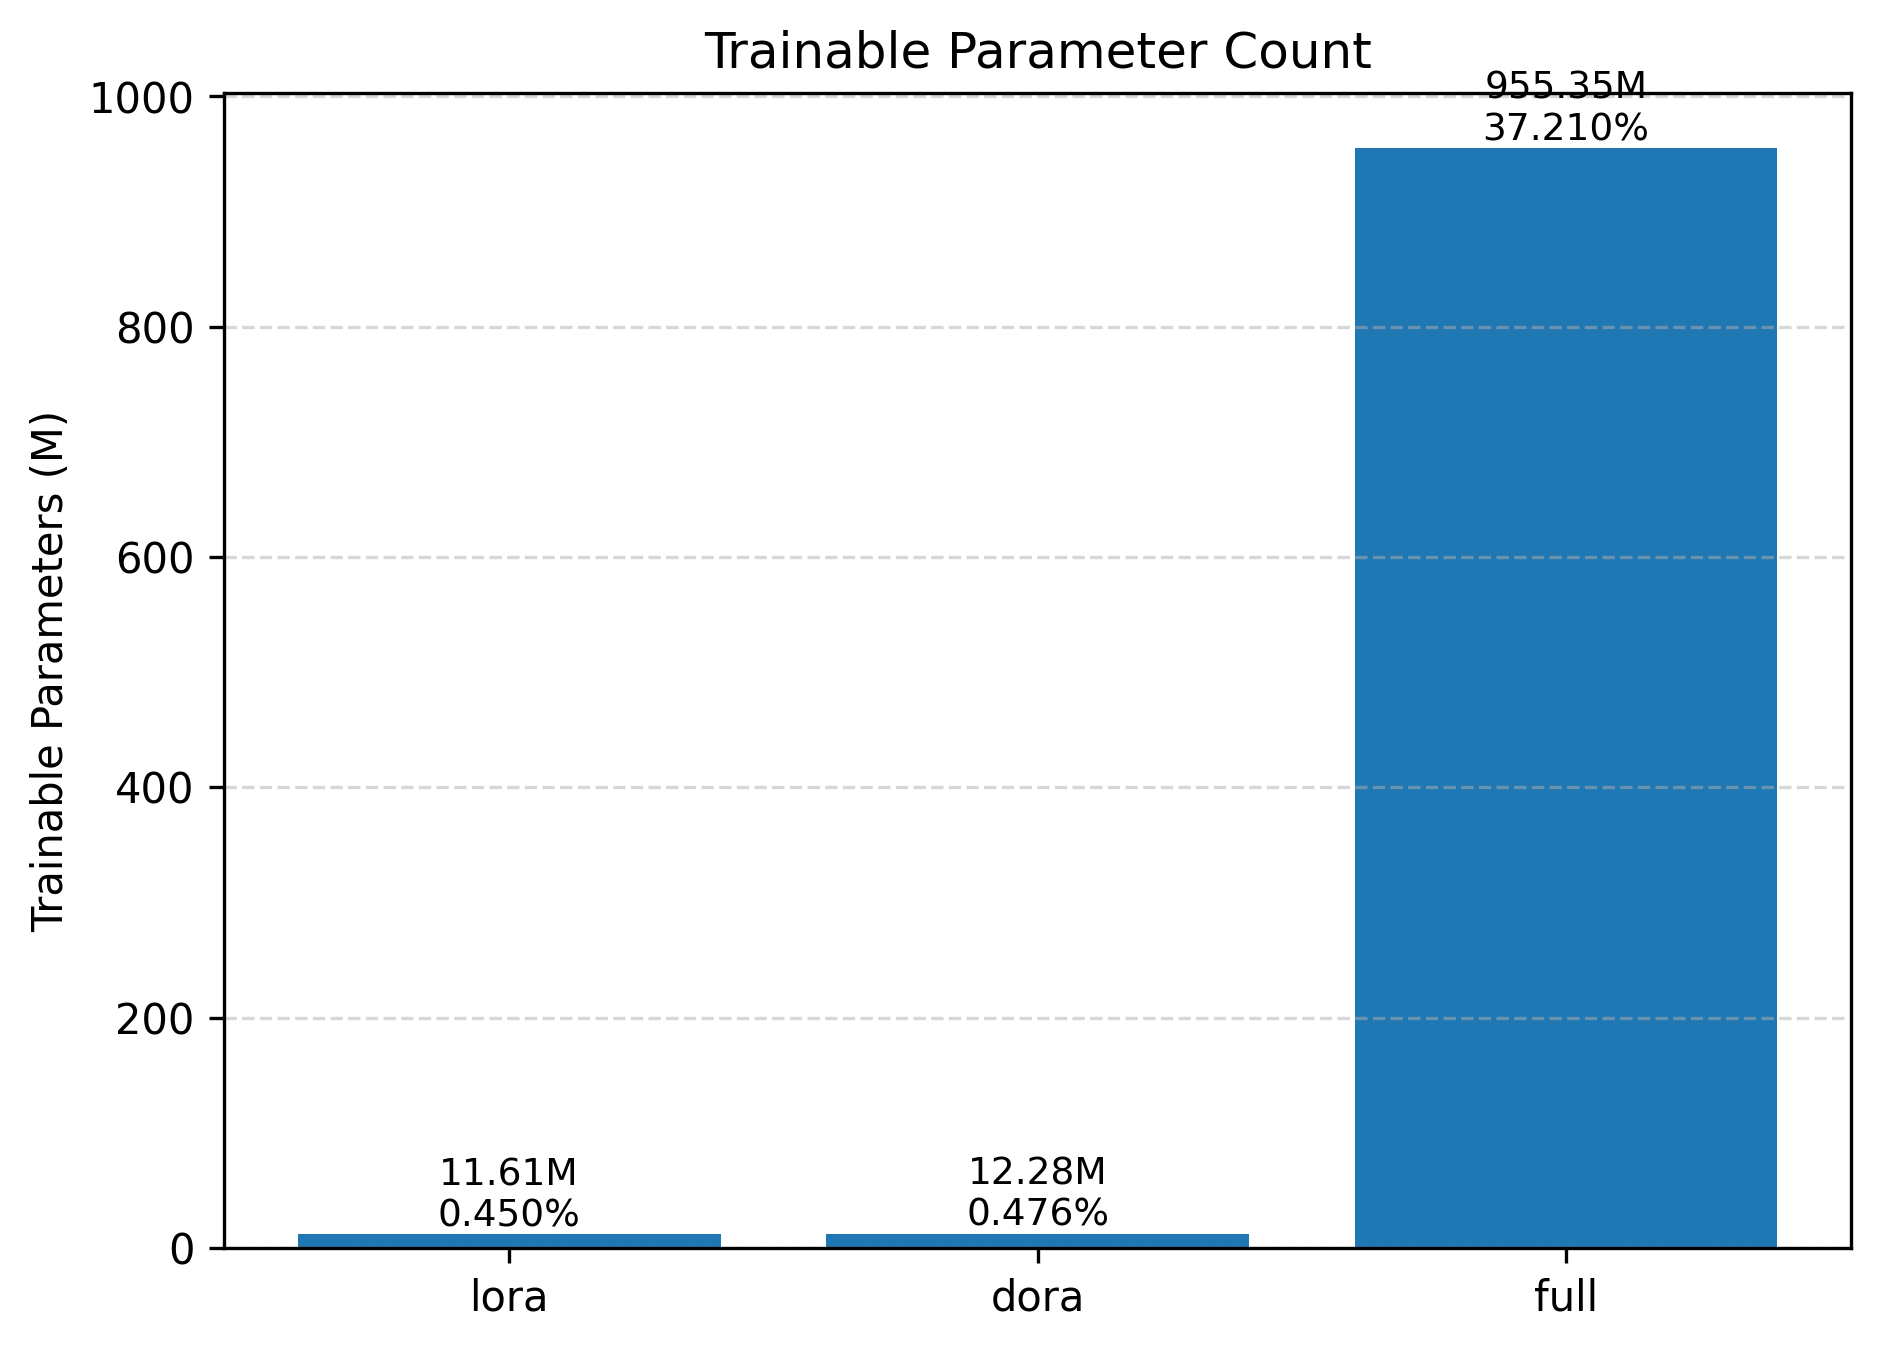 Trainable Parameter Count
Trainable Parameters (M)
1000
800
600
400
200
0
955.35M
37.210%
11.61M
0.450%
12.28M
0.476%
lora
dora
full